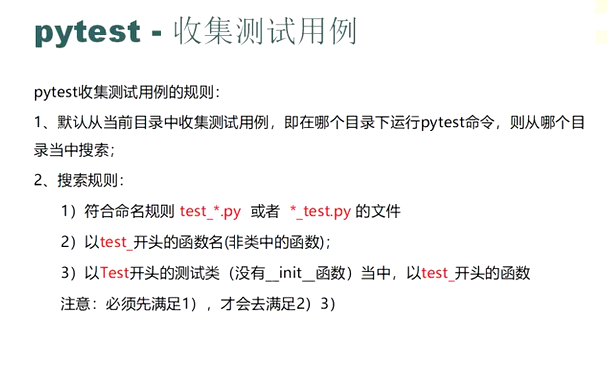 pytest - 收集测试用例
pytest收集测试用例的规则：
1、默认从当前目录中收集测试用例，即在哪个目录下运行pytest命令，则从哪个目
录当中搜索；
2、搜索规则：
1）符合命名规则 test_*.py 或者 *_test.py 的文件
2）以test_开头的函数名(非类中的函数)；
3）以Test开头的测试类（没有__init__函数）当中，以test_开头的函数
注意：必须先满足1），才会去满足2）3）